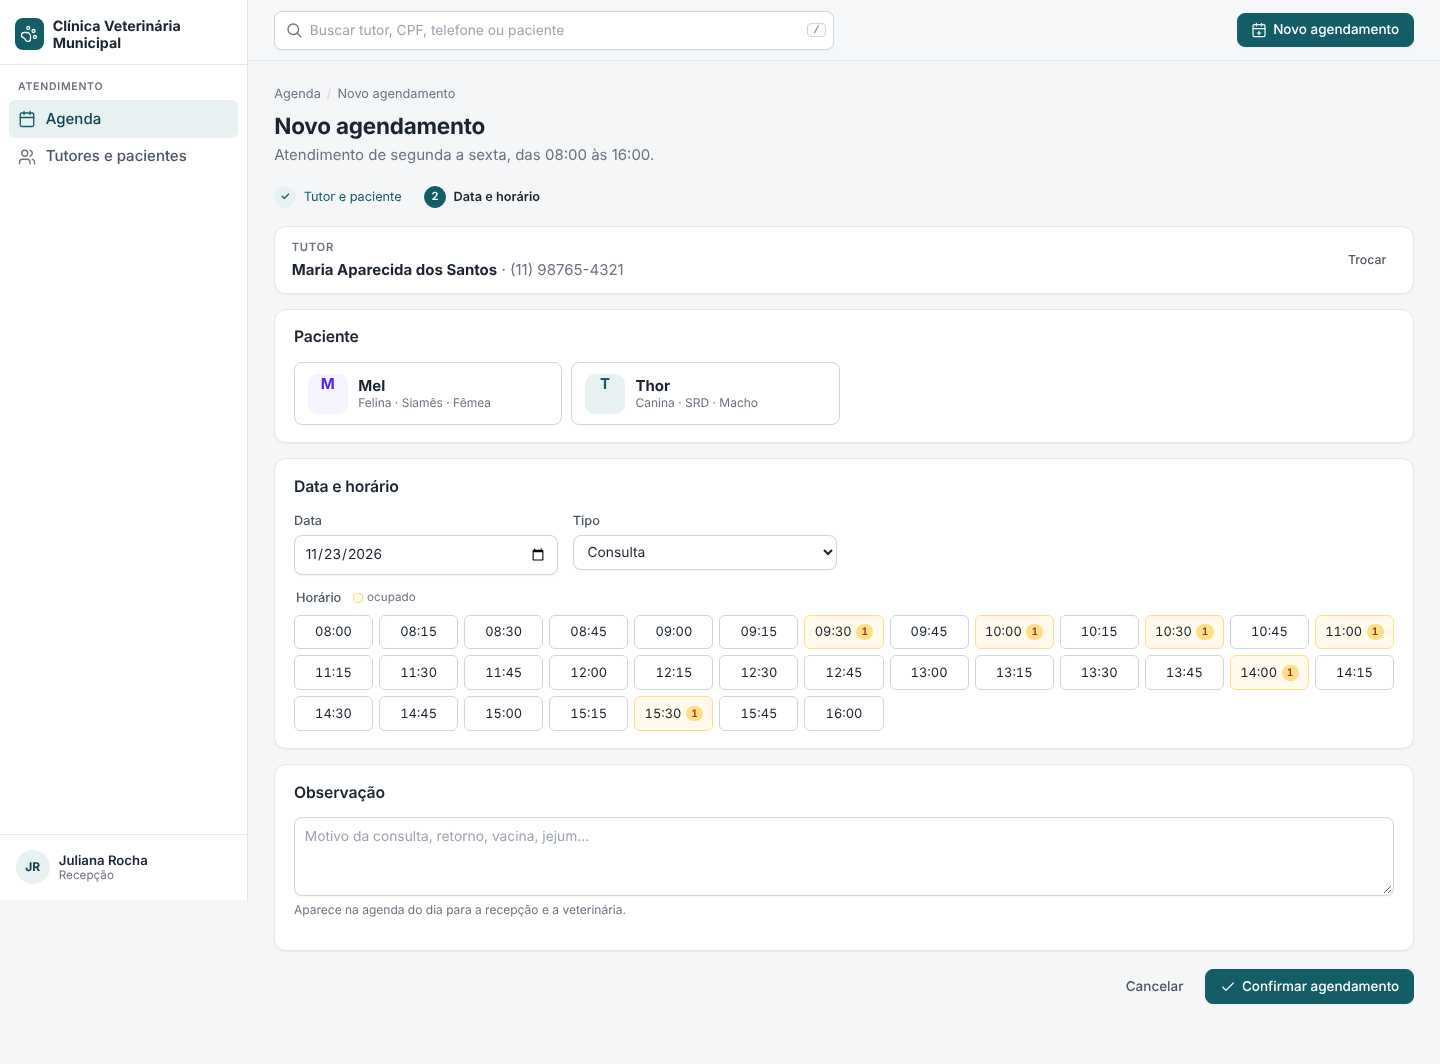 Clínica Veterinária
Municipal
Buscar tutor, CPF, telefone ou paciente
/
Novo agendamento
ATENDIMENTO
Agenda
Tutores e pacientes
Agenda / Novo agendamento
Novo agendamento
Atendimento de segunda a sexta, das 08:00 às 16:00.
Tutor e paciente
2 Data e horário
TUTOR
Maria Aparecida dos Santos · (11) 98765-4321
Trocar
Paciente
M
Mel
Felina · Siamês · Fêmea
T
Thor
Canina · SRD · Macho
Data e horário
Data
Tipo
11/23/2026
Consulta
Horário ocupado
08:00 08:15 08:30 08:45 09:00 09:15 09:30 1 09:45 10:00 1 10:15 10:30 1 10:45 11:00 1
11:15 11:30 11:45 12:00 12:15 12:30 12:45 13:00 13:15 13:30 13:45 14:00 1 14:15
14:30 14:45 15:00 15:15 15:30 1 15:45 16:00
Observação
Motivo da consulta, retorno, vacina, jejum...
Aparece na agenda do dia para a recepção e a veterinária.
JR
Juliana Rocha
Recepção
Cancelar
Confirmar agendamento